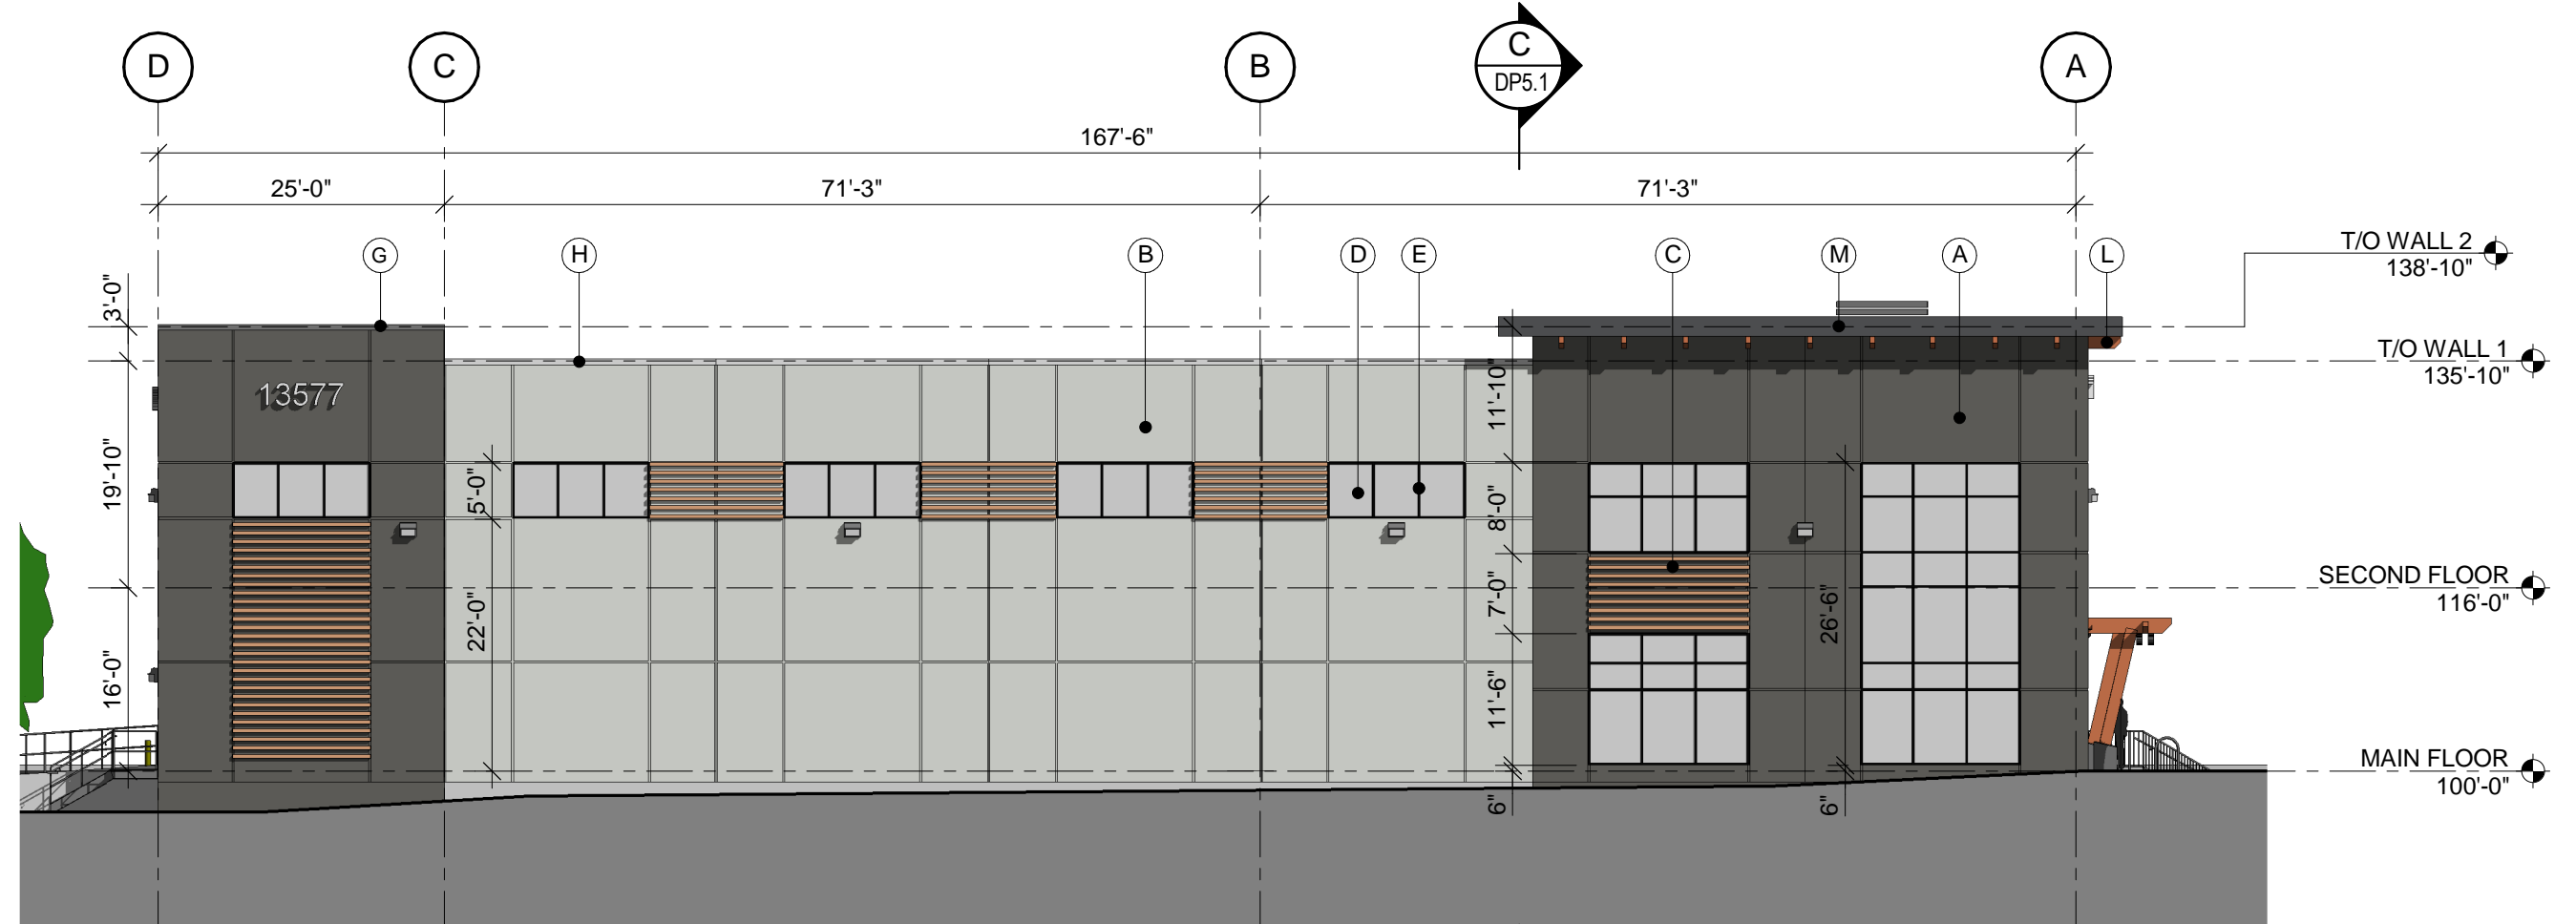 D
C
B
C
DP5.1
A
167'-6"
25'-0"
71'-3"
71'-3"
G
H
B
D
E
C
M
A
L
T/O WALL 2
138'-10"
T/O WALL 1
135'-10"
SECOND FLOOR
116'-0"
MAIN FLOOR
100'-0"
3'-0"
19'-10"
16'-0"
13577
5'-0"
22'-0"
11'-10"
8'-0"
7'-0"
11'-6"
6"
26'-6"
6"